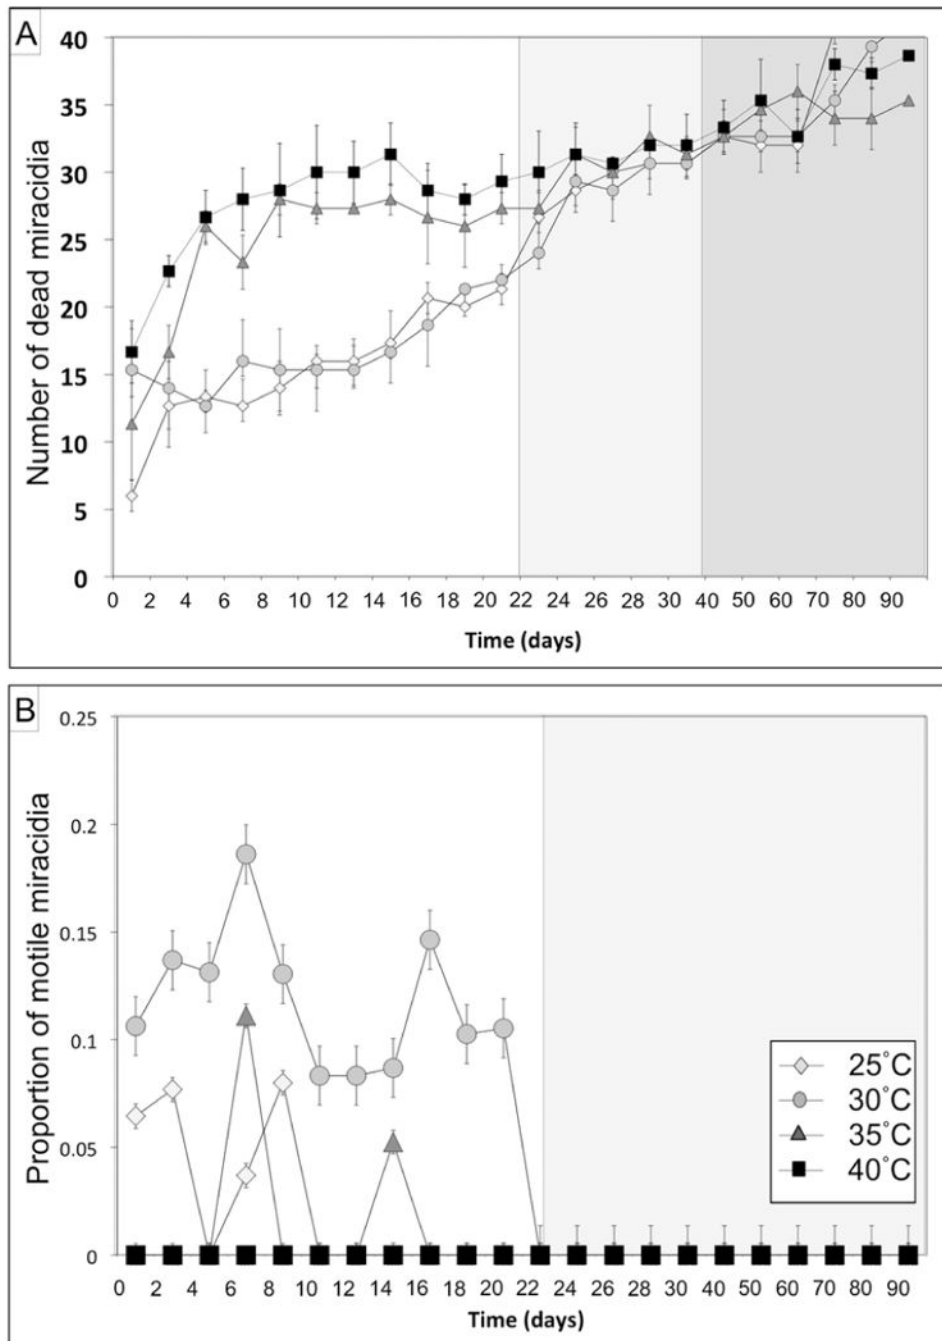 A
Number of dead miracidia
40
35
30
25
20
15
10
5
0
0 2 4 6 8 10 12 14 16 18 20 22 24 26 28 30 40 50 60 70 80 90
Time (days)
B
Proportion of motile miracidia
0.25
0.2
0.15
0.1
0.05
0
0 2 4 6 8 10 12 14 16 18 20 22 24 26 28 30 40 50 60 70 80 90
Time (days)
25°C
30°C
35°C
40°C